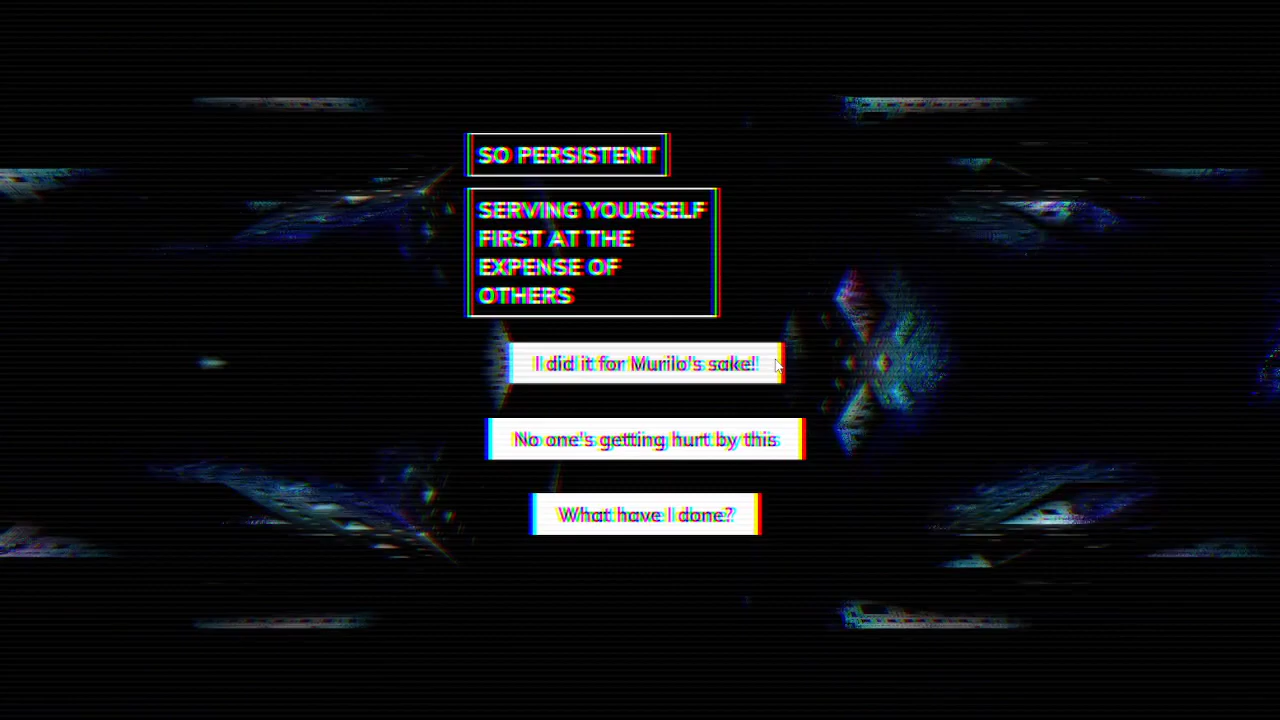 SO PERSISTENT
SERVING YOURSELF
FIRST AT THE
EXPENSE OF
OTHERS
I did it for Murilo's sake!
No one's getting hurt by this
What have I done?